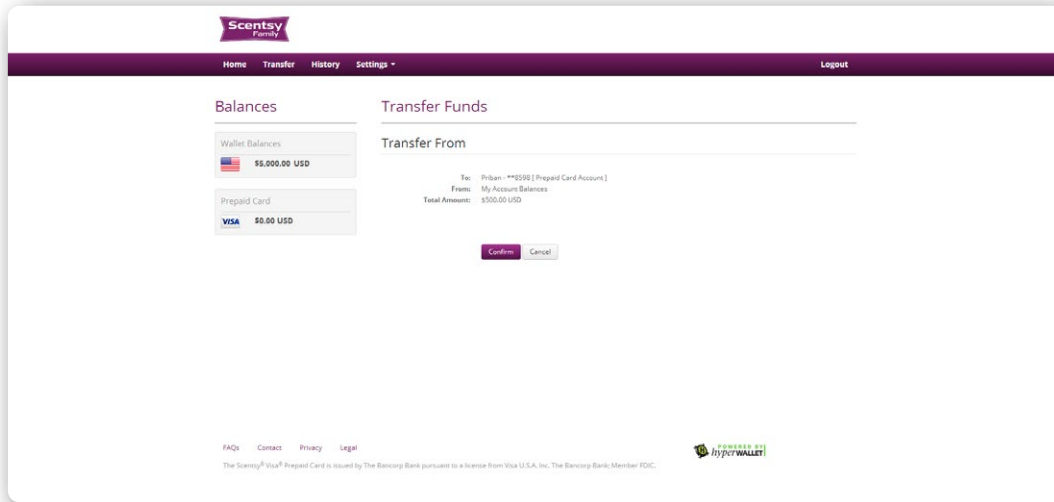 Scentsy
Family
Home Transfer History Settings
Logout
Balances
Wallet Balances
$5,000.00 USD
Prepaid Card
VISA $0.00 USD
Transfer Funds
Transfer From
To: Priban - **8598 [ Prepaid Card Account ]
From: My Account Balances
Total Amount: $500.00 USD
Confirm Cancel
FAQs Contact Privacy Legal
POWERED BY
hyperWALLET
The Scentsy® Visa® Prepaid Card is issued by The Bancorp Bank pursuant to a license from Visa U.S.A. Inc. The Bancorp Bank; Member FDIC.